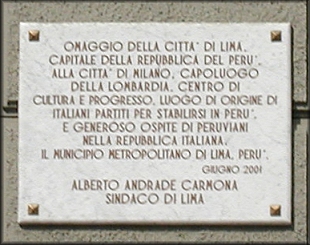 OMAGGIO DELLA CITTA' DI LIMA,
CAPITALE DELLA REPUBBLICA DEL PERU',
ALLA CITTA' DI MILANO, CAPOLUOGO
DELLA LOMBARDIA, CENTRO DI
CULTURA E PROGRESSO, LUOGO DI ORIGINE DI
ITALIANI PARTITI PER STABILIRSI IN PERU',
E GENEROSO OSPITE DI PERUVIANI
NELLA REPUBBLICA ITALIANA.
IL MUNICIPIO METROPOLITANO DI LIMA, PERU'.
GIUGNO 2001
ALBERTO ANDRADE CARMONA
SINDACO DI LIMA